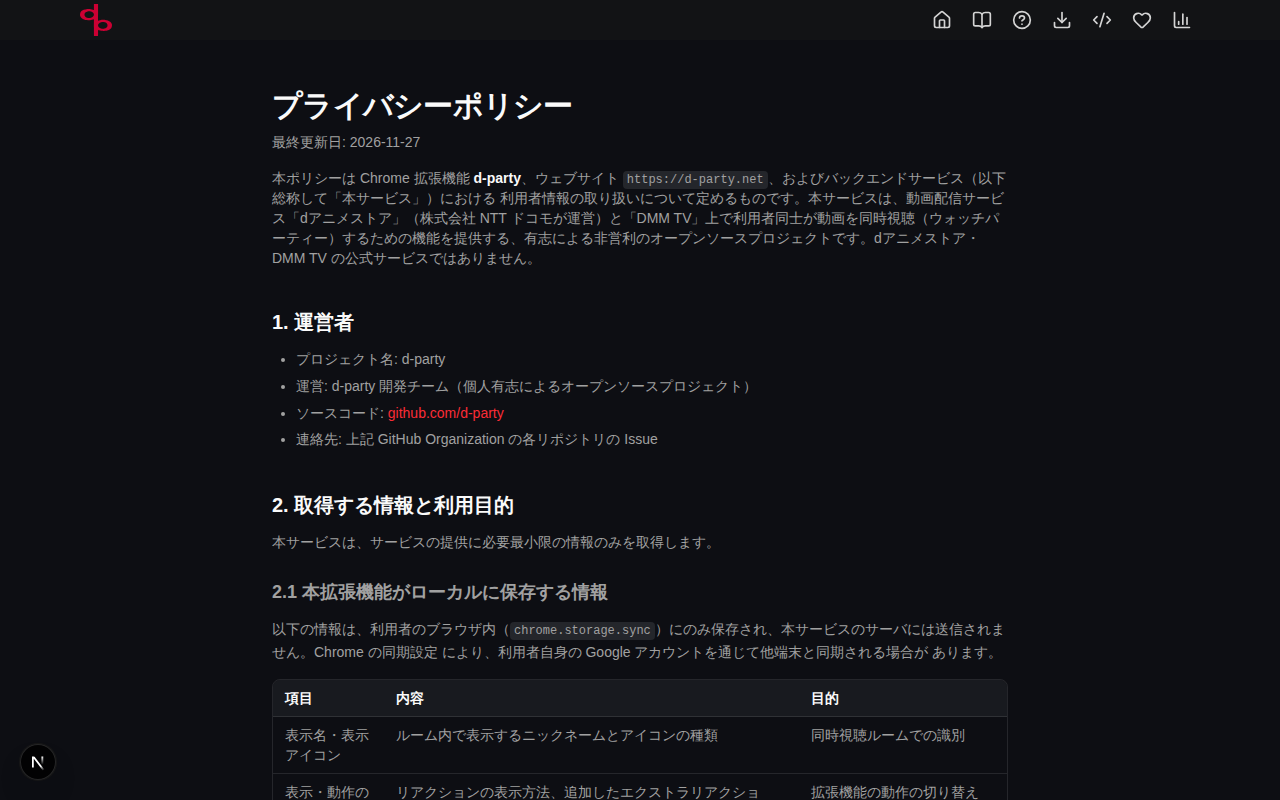 プライバシーポリシー
最終更新日: 2026-11-27
本ポリシーは Chrome 拡張機能 d-party、ウェブサイト https://d-party.net、およびバックエンドサービス（以下
総称して「本サービス」）における 利用者情報の取り扱いについて定めるものです。本サービスは、動画配信サービ
ス「dアニメストア」（株式会社 NTT ドコモが運営）と「DMM TV」上で利用者同士が動画を同時視聴（ウォッチパ
ーティー）するための機能を提供する、有志による非営利のオープンソースプロジェクトです。dアニメストア・
DMM TV の公式サービスではありません。
1. 運営者
• プロジェクト名: d-party
• 運営: d-party 開発チーム（個人有志によるオープンソースプロジェクト）
• ソースコード: github.com/d-party
• 連絡先: 上記 GitHub Organization の各リポジトリの Issue
2. 取得する情報と利用目的
本サービスは、サービスの提供に必要最小限の情報のみを取得します。
2.1 本拡張機能がローカルに保存する情報
以下の情報は、利用者のブラウザ内（chrome.storage.sync）にのみ保存され、本サービスのサーバには送信されま
せん。Chrome の同期設定 により、利用者自身の Google アカウントを通じて他端末と同期される場合が あります。
項目 内容 目的
表示名・表示 ルーム内で表示するニックネームとアイコンの種類 同時視聴ルームでの識別
アイコン
表示・動作の リアクションの表示方法、追加したエクストラリアクショ 拡張機能の動作の切り替え